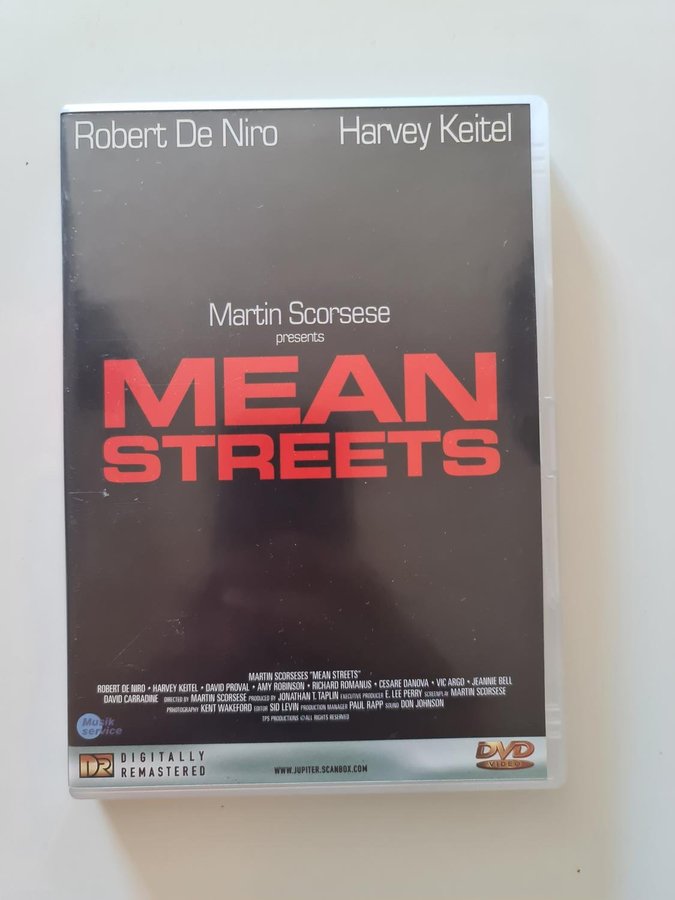 Robert De Niro Harvey Keitel
Martin Scorsese
presents
MEAN
STREETS
MARTIN SCORSESES "MEAN STREETS"
ROBERT DE NIRO • HARVEY KEITEL • DAVID PROVAL • AMY ROBINSON • RICHARD ROMANUS • CESARE DANOVA • VIC ARGO • JEANNIE BELL
DAVID CARRADINE DIRECTED BY MARTIN SCORSESE PRODUCED BY JONATHAN T. TAPLIN EXECUTIVE PRODUCER E. LEE PERRY SCREENPLAY MARTIN SCORSESE
PHHOTOGRAPHY KENT WAKEFORD EDITOR SID LEVIN PRODUCTION MANAGER PAUL RAPP SOUND DON JOHNSON
TPS PRODUCTIONS © ALL RIGHTS RESERVED
Musik
service
DR DIGITALLY
REMASTERED
WWW.JUPITER.SCANBOX.COM
DVD
VIDEO